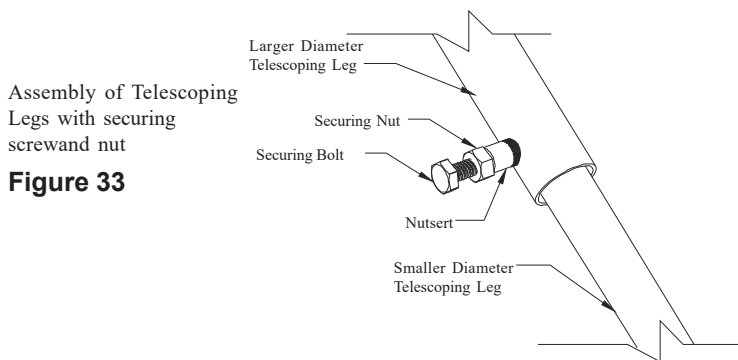 Assembly of Telescoping
Legs with securing
screwand nut
Figure 33
Larger Diameter
Telescoping Leg
Securing Nut
Securing Bolt
Nutsert
Smaller Diameter
Telescoping Leg